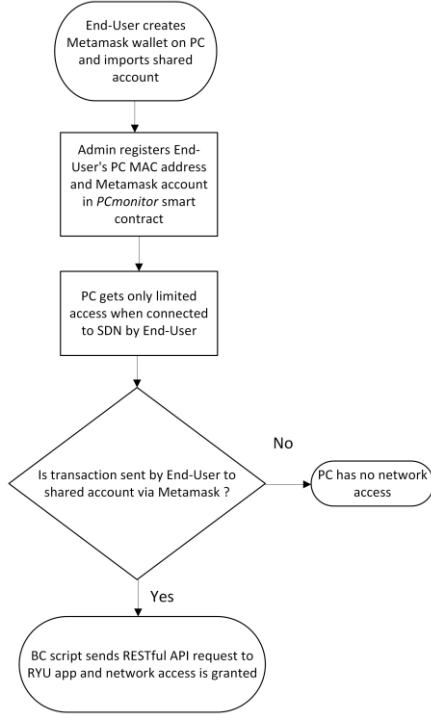 End-User creates
Metamask wallet on PC
and imports shared
account
Admin registers End-
User's PC MAC address
and Metamask account
in PCmonitor smart
contract
PC gets only limited
access when connected
to SDN by End-User
Is transaction sent by End-User to
shared account via Metamask ?
No
PC has no network
access
Yes
BC script sends RESTful API request to
RYU app and network access is granted